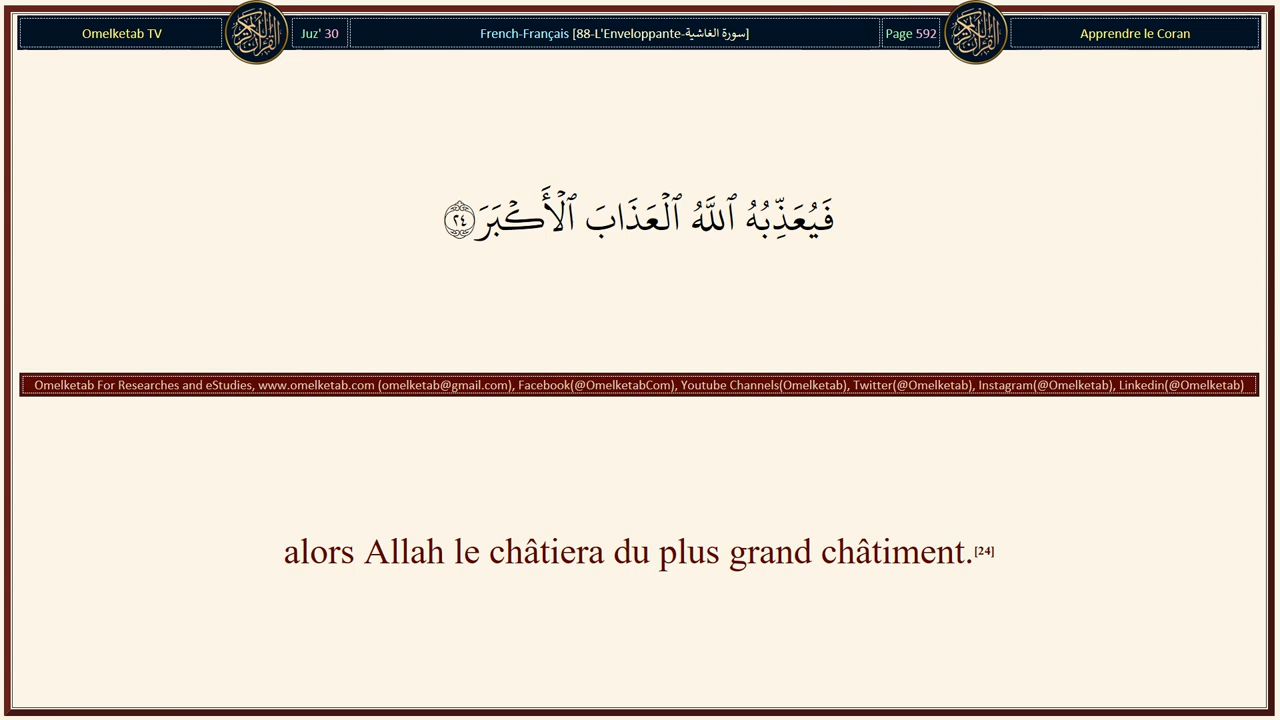 Omelketab TV
Juz' 30
French-Français [88-L'Enveloppante-سورة الغاشية]
Page 592
Apprendre le Coran
فَيُعَذِّبُهُ ٱللَّهُ ٱلْعَذَابَ ٱلْأَكْبَرَ ٢٤
Omelketab For Researches and eStudies, www.omelketab.com (omelketab@gmail.com), Facebook(@OmelketabCom), Youtube Channels(Omelketab), Twitter(@Omelketab), Instagram(@Omelketab), Linkedin(@Omelketab)
alors Allah le châtiera du plus grand châtiment.[24]